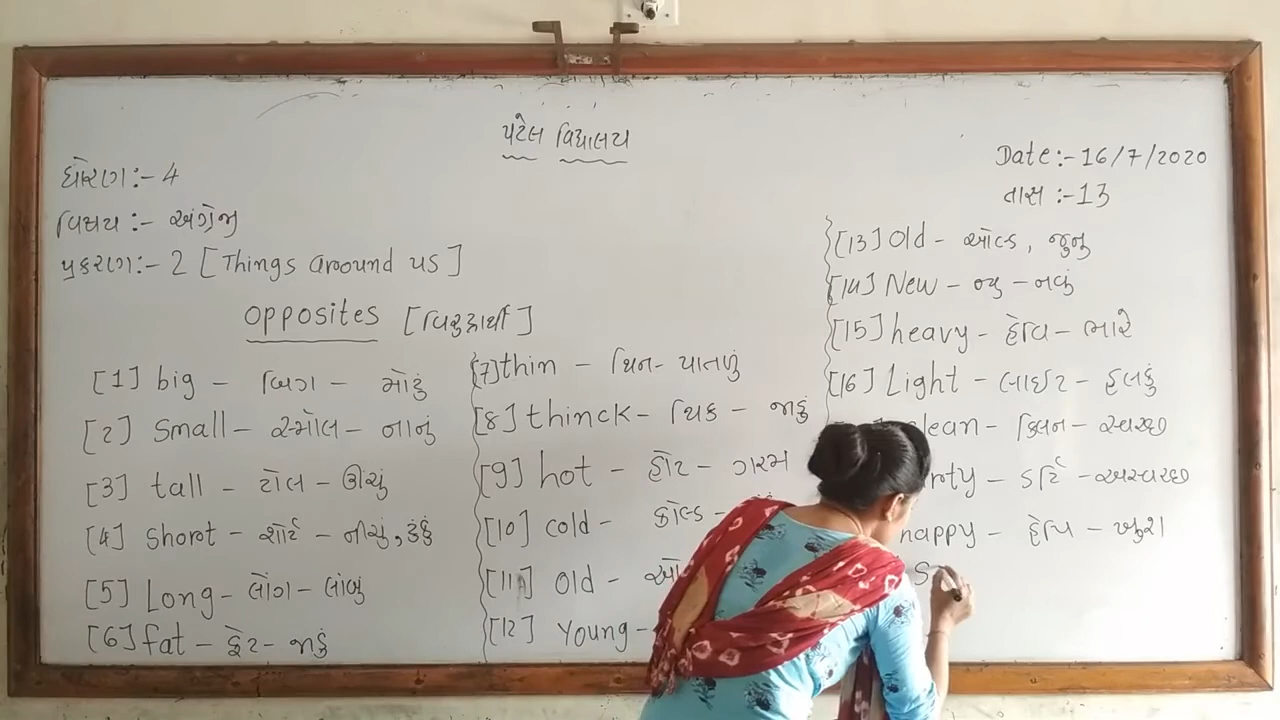 પટેલ વિદ્યાલય
Date:- 16/7/2020
તાસ :- 13
ધોરણ:- 4
વિષય :- અંગ્રેજી
પ્રકરણ:- 2 [Things around us]
Opposites [વિરુદ્ધાર્થી]
[1] big - બિગ - મોટું
[2] Small - સ્મોલ - નાનું
[3] tall - ટોલ - ઊંચું
[4] Short - શોર્ટ - નીચું, ટૂંકું
[5] Long - લોંગ - લાંબુ
[6] fat - ફેટ - જાડું
[7] thin - થિન - પાતળું
[8] thinck - થિક - જાડું
[9] hot - હોટ - ગરમ
[10] cold - કોલ્ડ -
[11] old -
[12] Young -
[13] Old - ઓલ્ડ, જુનુ
[14] New - ન્યુ - નવું
[15] heavy - હેવિ - ભારે
[16] Light - લાઈટ - હલકું
lean - ક્લિન - સ્વચ્છ
rty - ડર્ટિ - અસ્વચ્છ
happy - હેપિ - ખુશ
S